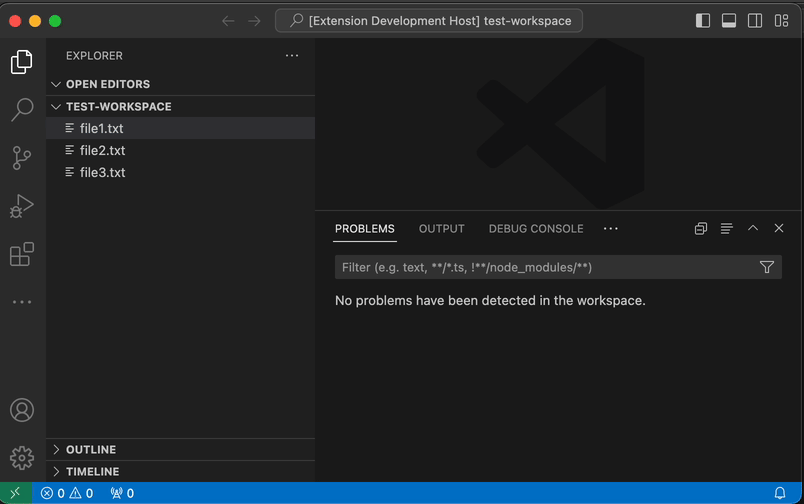 [Extension Development Host] test-workspace
EXPLORER
OPEN EDITORS
TEST-WORKSPACE
file1.txt
file2.txt
file3.txt
OUTLINE
TIMELINE
PROBLEMS OUTPUT DEBUG CONSOLE
Filter (e.g. text, **/*.ts, !**/node_modules/**)
No problems have been detected in the workspace.
0 0 0